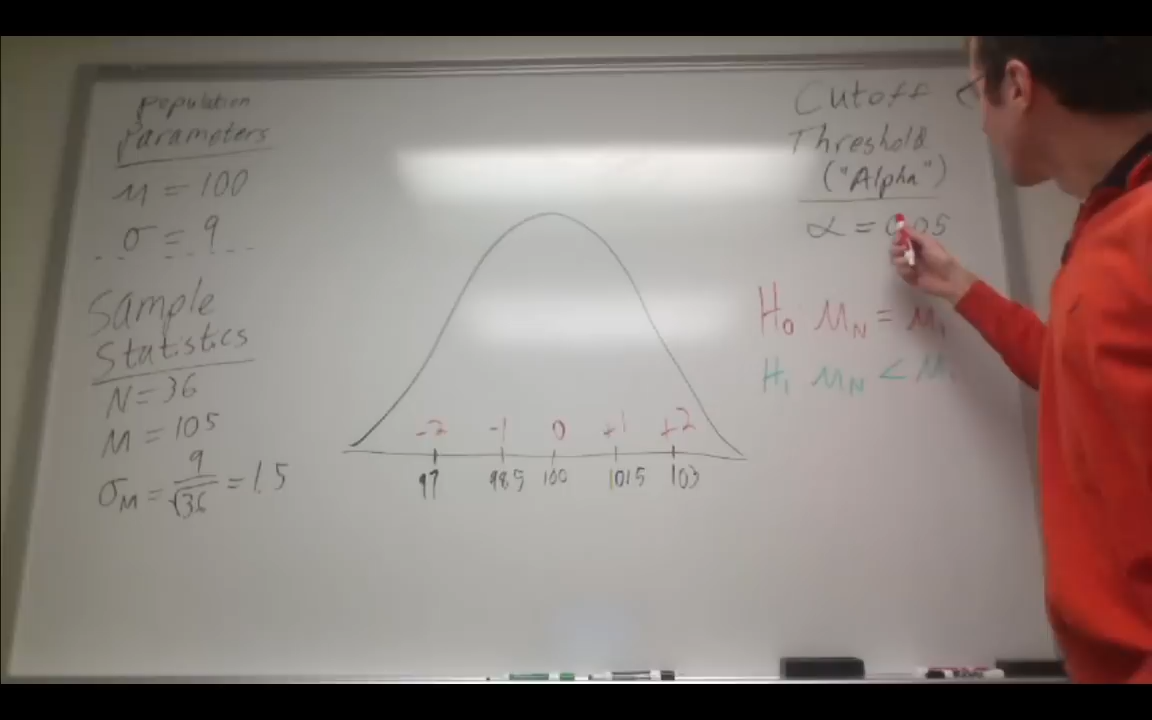 Population
Parameters
μ = 100
σ = 9
Sample
Statistics
N = 36
M = 105
σM = 9/√36 = 1.5
-2 -1 0 +1 +2
97 98.5 100 101.5 103
Cutoff
Threshold
("Alpha")
α = 0.05
H0 μN = μ
H1 μN < μ